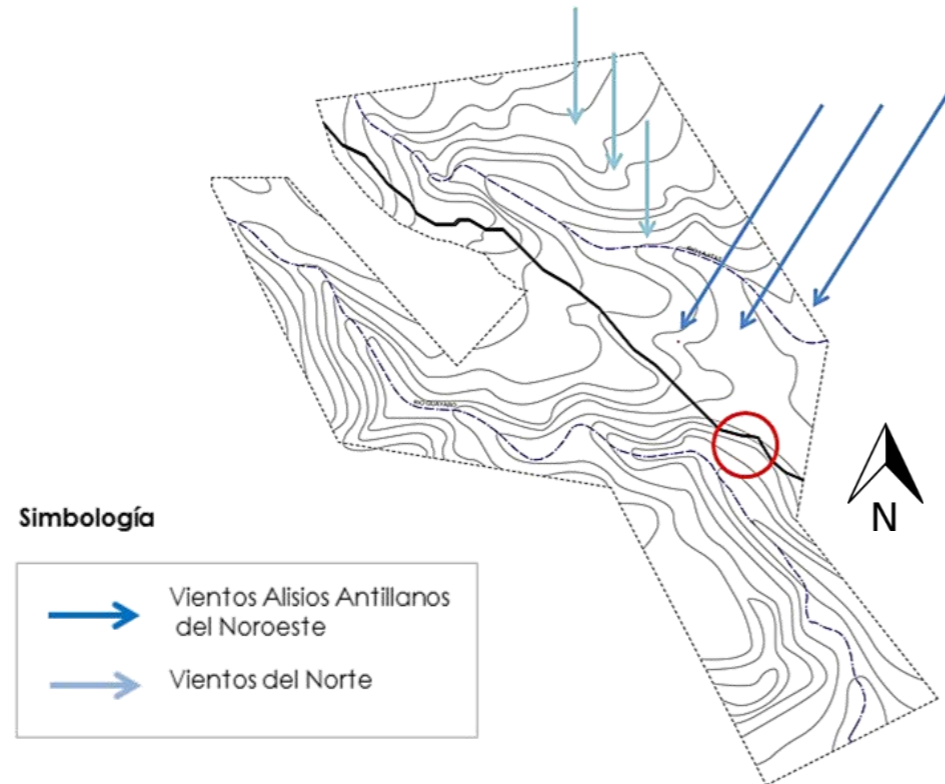 N
Simbología
Vientos Alisios Antillanos
del Noroeste
Vientos del Norte